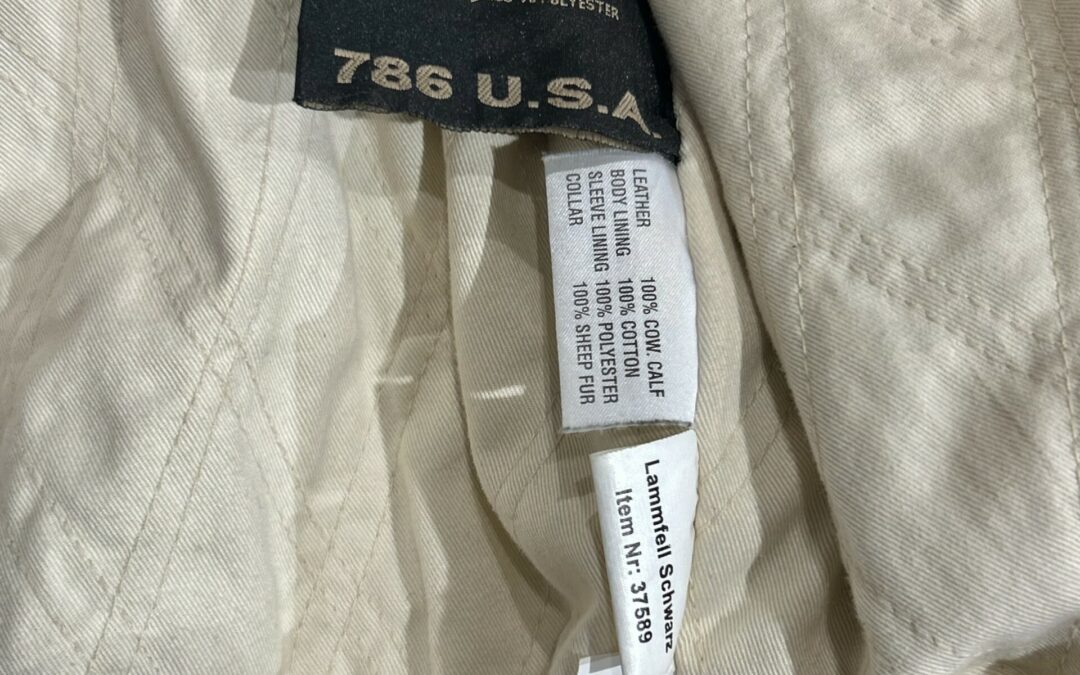 POLYESTER
786 U.S.A.
LEATHER 100% COW. CALF
BODY LINING 100% COTTON
SLEEVE LINING 100% POLYESTER
COLLAR 100% SHEEP FUR
Lammfell Schwarz
Item Nr: 37589